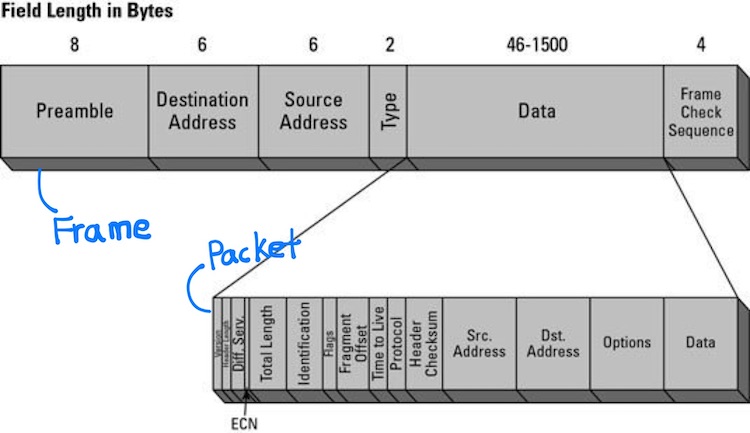 Field Length in Bytes
8 6 6 2 46-1500 4
Preamble
Destination
Address
Source
Address
Type
Data
Frame
Check
Sequence
Frame
Packet
Version
Header Length
Diff. Serv.
Total Length
Identification
Flags
Fragment
Offset
Time to Live
Protocol
Header
Checksum
Src.
Address
Dst.
Address
Options
Data
ECN